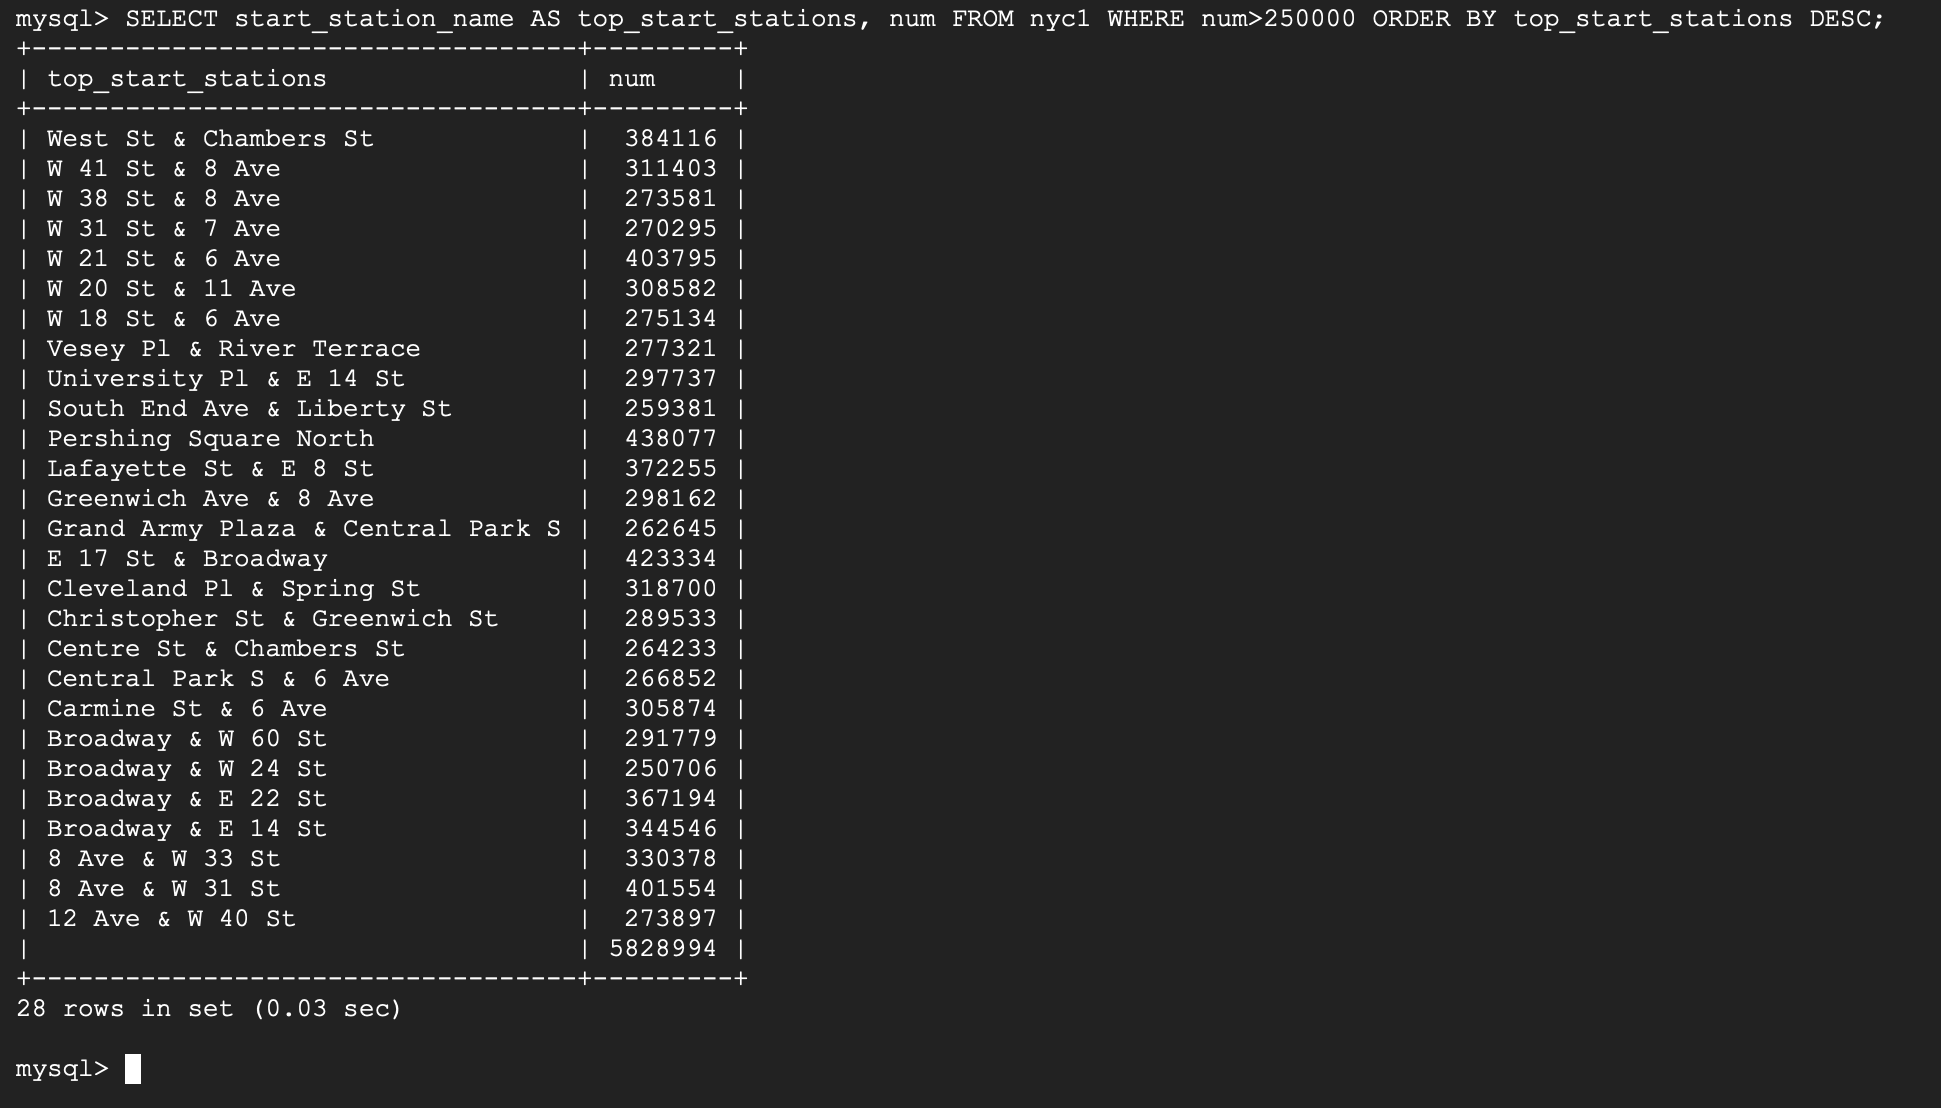 mysql> SELECT start_station_name AS top_start_stations, num FROM nyc1 WHERE num>250000 ORDER BY top_start_stations DESC;
+-----------------------------------+---------+
| top_start_stations                | num     |
+-----------------------------------+---------+
| West St & Chambers St             |  384116 |
| W 41 St & 8 Ave                   |  311403 |
| W 38 St & 8 Ave                   |  273581 |
| W 31 St & 7 Ave                   |  270295 |
| W 21 St & 6 Ave                   |  403795 |
| W 20 St & 11 Ave                  |  308582 |
| W 18 St & 6 Ave                   |  275134 |
| Vesey Pl & River Terrace          |  277321 |
| University Pl & E 14 St           |  297737 |
| South End Ave & Liberty St        |  259381 |
| Pershing Square North             |  438077 |
| Lafayette St & E 8 St             |  372255 |
| Greenwich Ave & 8 Ave             |  298162 |
| Grand Army Plaza & Central Park S |  262645 |
| E 17 St & Broadway                |  423334 |
| Cleveland Pl & Spring St          |  318700 |
| Christopher St & Greenwich St     |  289533 |
| Centre St & Chambers St           |  264233 |
| Central Park S & 6 Ave            |  266852 |
| Carmine St & 6 Ave                |  305874 |
| Broadway & W 60 St                |  291779 |
| Broadway & W 24 St                |  250706 |
| Broadway & E 22 St                |  367194 |
| Broadway & E 14 St                |  344546 |
| 8 Ave & W 33 St                   |  330378 |
| 8 Ave & W 31 St                   |  401554 |
| 12 Ave & W 40 St                  |  273897 |
|                                   | 5828994 |
+-----------------------------------+---------+
28 rows in set (0.03 sec)
mysql>